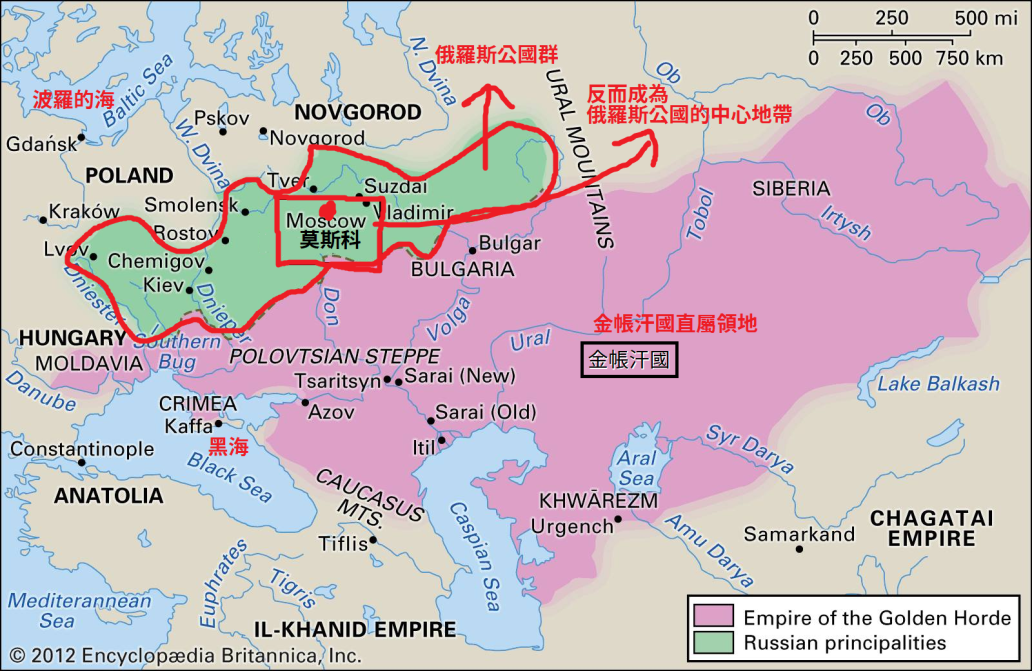 0 250 500 mi
0 250 500 750 km
俄羅斯公國群
N. Dvina
URAL MOUNTAINS
Ob
反而成為
俄羅斯公國的中心地帶
Ob
波羅的海
Baltic Sea
NOVGOROD
Pskov
Novgorod
Gdańsk
W. Dvina
POLAND
Tver
Suzdal
SIBERIA
Kraków
Smolensk
Moscow
Vladimir
Tobol
Irtysh
莫斯科
Rostov
Lvov
Chemigov
Bulgar
BULGARIA
Kiev
Dniester
Dnieper
Don
Volga
金帳汗國直屬領地
HUNGARY
Southern
Bug
Ural
金帳汗國
MOLDAVIA
POLOVTSIAN STEPPE
Danube
Tsaritsyn
Sarai (New)
Lake Balkash
CRIMEA
Azov
Sarai (Old)
Kaffa
黑海
Itil
Syr Darya
Constantinople
Black Sea
Aral
Sea
ANATOLIA
CAUCASUS
MTS.
Caspian Sea
KHWĀREZM
Urgench
CHAGATAI
EMPIRE
Tiflis
Amu Darya
Samarkand
Euphrates
Tigris
Mediterranean
Sea
IL-KHANID EMPIRE
Empire of the Golden Horde
Russian principalities
© 2012 Encyclopædia Britannica, Inc.